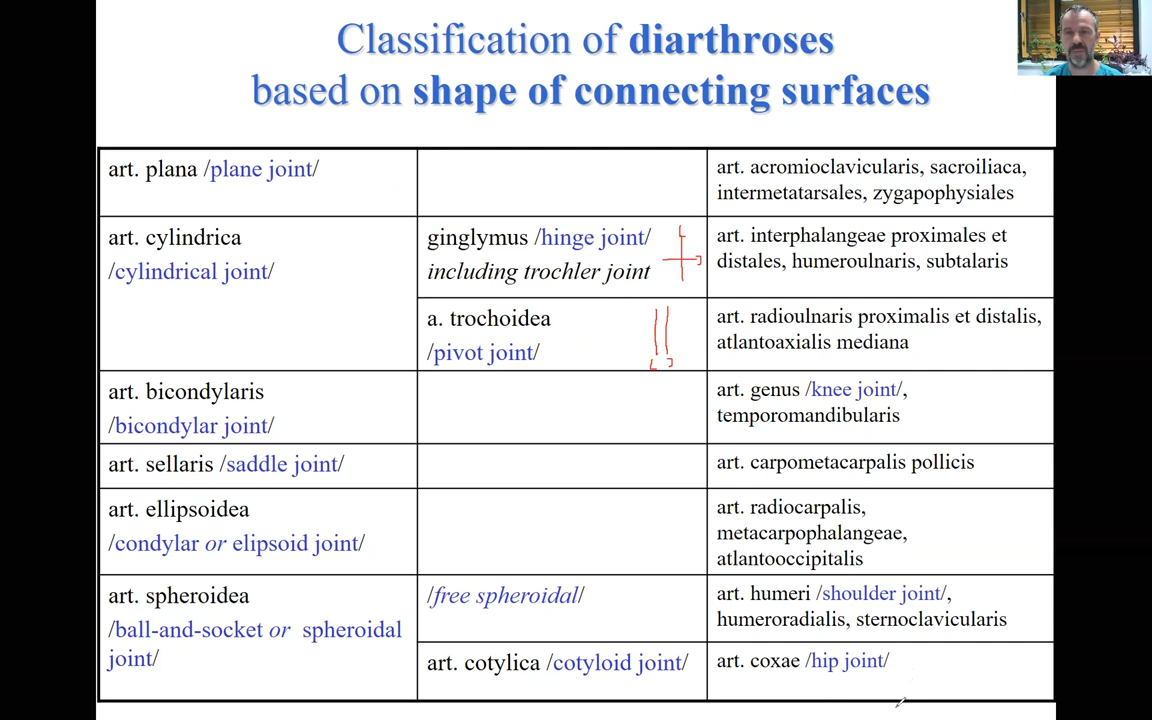 Classification of diarthroses
based on shape of connecting surfaces
art. plana /plane joint/
art. acromioclavicularis, sacroiliaca,
intermetatarsales, zygapophysiales
art. cylindrica
/cylindrical joint/
ginglymus /hinge joint/
including trochler joint
art. interphalangeae proximales et
distales, humeroulnaris, subtalaris
a. trochoidea
/pivot joint/
art. radioulnaris proximalis et distalis,
atlantoaxialis mediana
art. bicondylaris
/bicondylar joint/
art. genus /knee joint/,
temporomandibularis
art. sellaris /saddle joint/
art. carpometacarpalis pollicis
art. ellipsoidea
/condylar or elipsoid joint/
art. radiocarpalis,
metacarpophalangeae,
atlantooccipitalis
art. spheroidea
/ball-and-socket or spheroidal
joint/
/free spheroidal/
art. humeri /shoulder joint/,
humeroradialis, sternoclavicularis
art. cotylica /cotyloid joint/
art. coxae /hip joint/